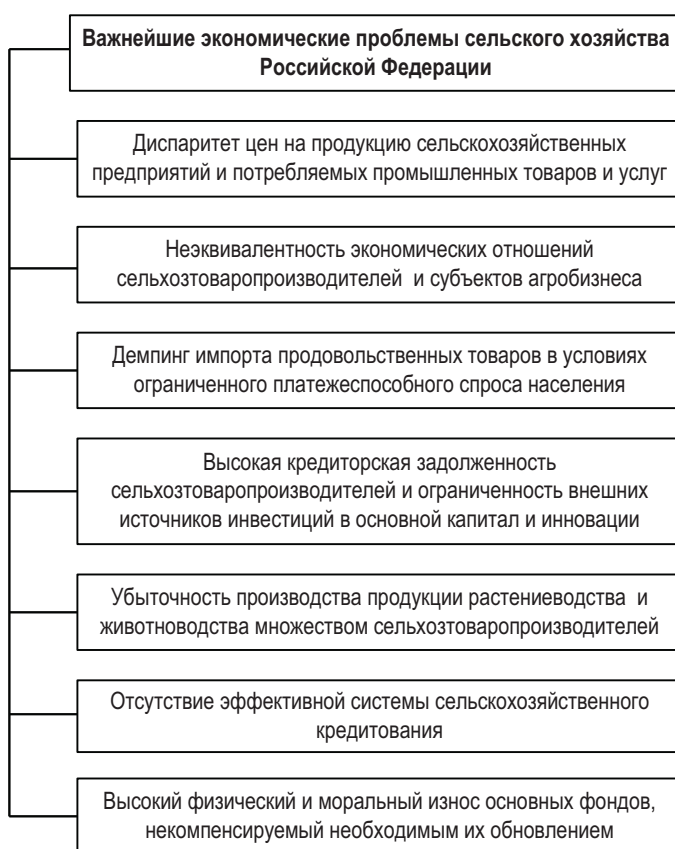 Важнейшие экономические проблемы сельского хозяйства
Российской Федерации
Диспаритет цен на продукцию сельскохозяйственных
предприятий и потребляемых промышленных товаров и услуг
Неэквивалентность экономических отношений
сельхозтоваропроизводителей и субъектов агробизнеса
Демпинг импорта продовольственных товаров в условиях
ограниченного платежеспособного спроса населения
Высокая кредиторская задолженность
сельхозтоваропроизводителей и ограниченность внешних
источников инвестиций в основной капитал и инновации
Убыточность производства продукции растениеводства и
животноводства множеством сельхозтоваропроизводителей
Отсутствие эффективной системы сельскохозяйственного
кредитования
Высокий физический и моральный износ основных фондов,
некомпенсируемый необходимым их обновлением